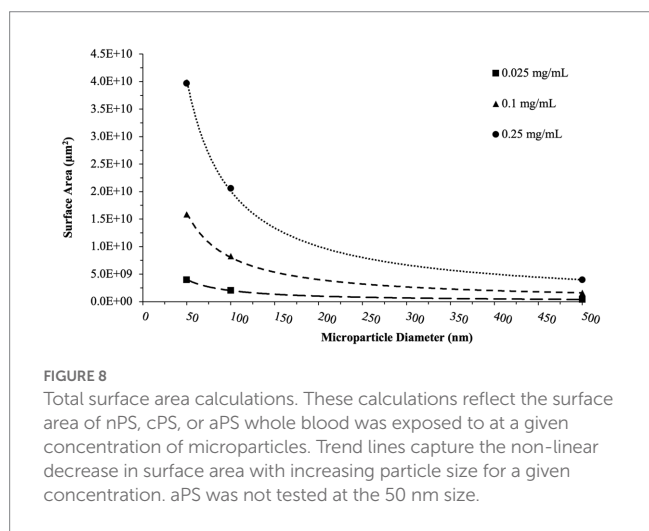 4.5E+10
4.0E+10
3.5E+10
3.0E+10
2.5E+10
2.0E+10
1.5E+10
1.0E+10
5.0E+09
0.0E+00
Surface Area (µm²)
0.025 mg/mL
0.1 mg/mL
0.25 mg/mL
0 50 100 150 200 250 300 350 400 450 500
Microparticle Diameter (nm)
FIGURE 8
Total surface area calculations. These calculations reflect the surface
area of nPS, cPS, or aPS whole blood was exposed to at a given
concentration of microparticles. Trend lines capture the non-linear
decrease in surface area with increasing particle size for a given
concentration. aPS was not tested at the 50 nm size.